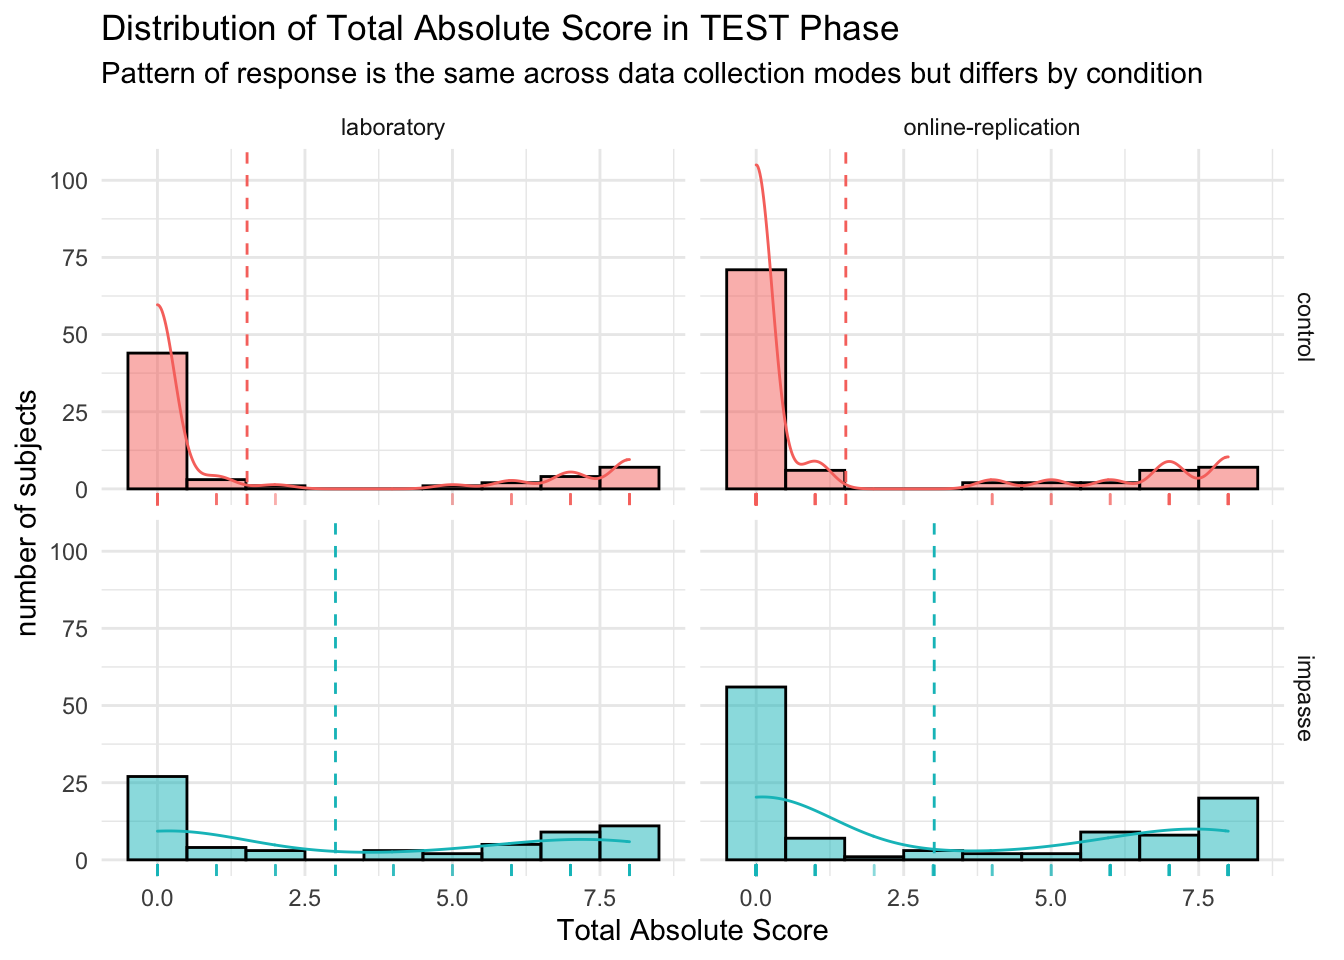 Distribution of Total Absolute Score in TEST Phase
Pattern of response is the same across data collection modes but differs by condition
laboratory
online-replication
100
75
50
25
0
control
number of subjects
100
75
50
25
0
impasse
0.0
2.5
5.0
7.5
0.0
2.5
5.0
7.5
Total Absolute Score